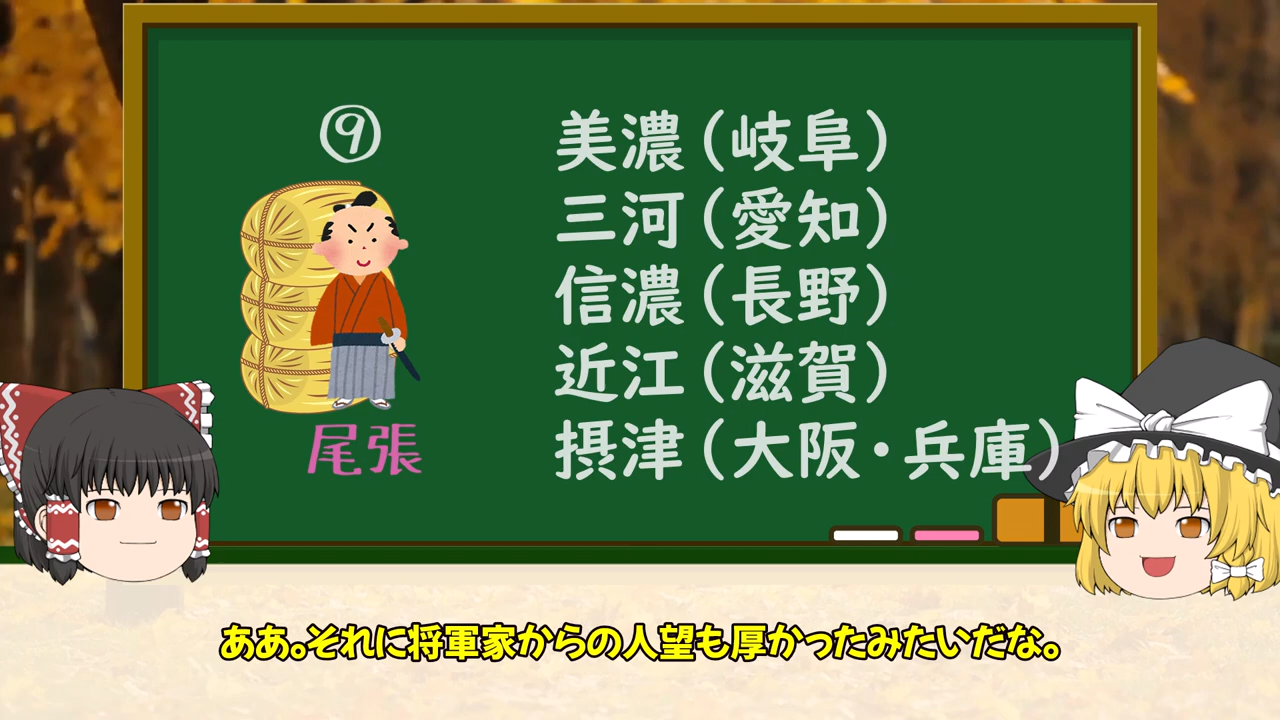 ⑨
尾張
美濃（岐阜）
三河（愛知）
信濃（長野）
近江（滋賀）
摂津（大阪・兵庫）
ああ。それに将軍家からの人望も厚かったみたいだな。